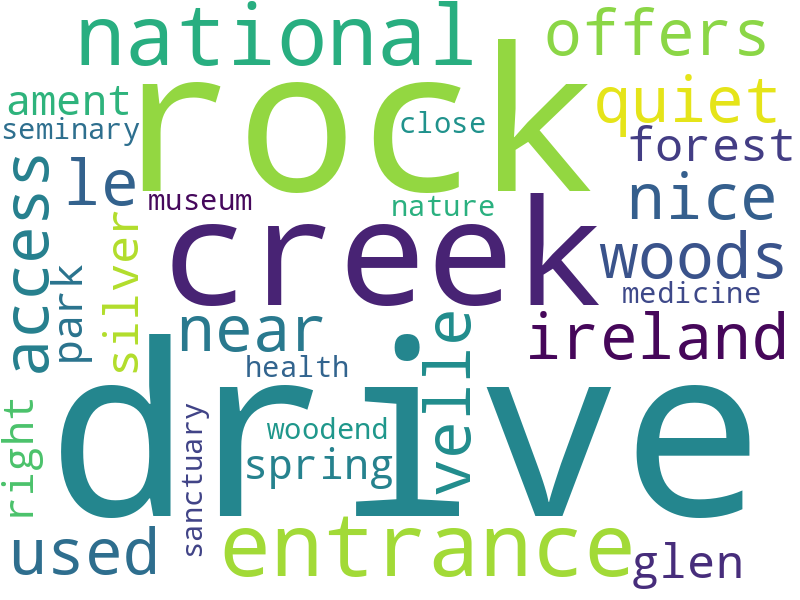 national
offers
rock
quiet
ament
seminary
close
forest
le
access
museum
nature
nice
creek
silver
woods
park
medicine
near
ireland
velle
health
drive
right
sanctuary
woodend
spring
used
entrance
glen